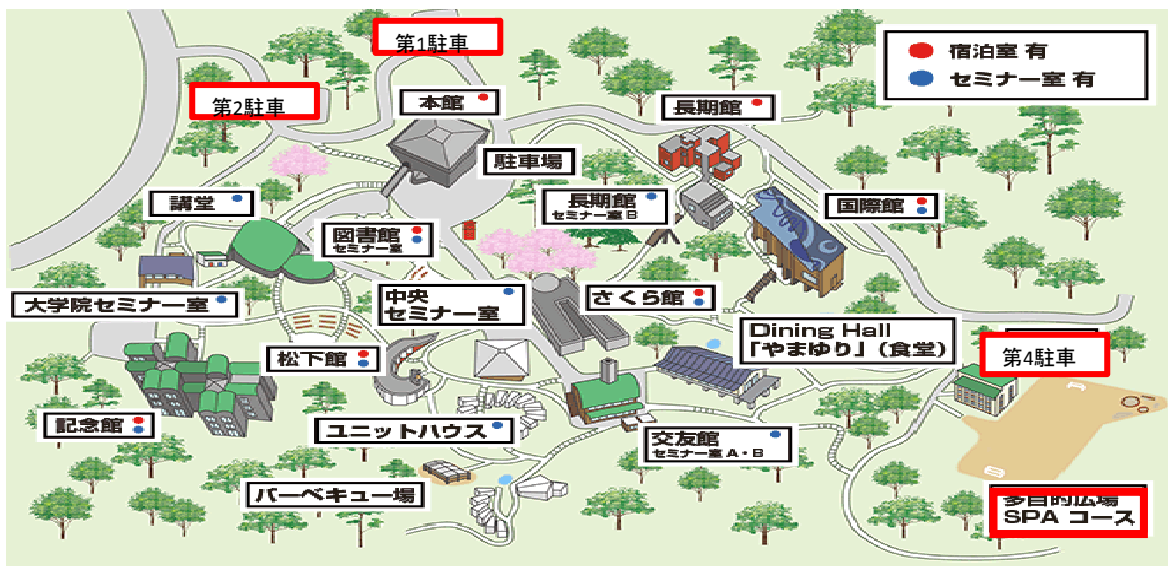 第1駐車
宿泊室 有
セミナー室 有
第2駐車
本館
長期館
駐車場
講堂
長期館
セミナー室 B
国際館
図書館
セミナー室
大学院セミナー室
中央
セミナー室
さくら館
Dining Hall
「やまゆり」(食堂)
松下館
第4駐車
記念館
ユニットハウス
交友館
セミナー室 A・B
バーベキュー場
多目的広場
SPA コース